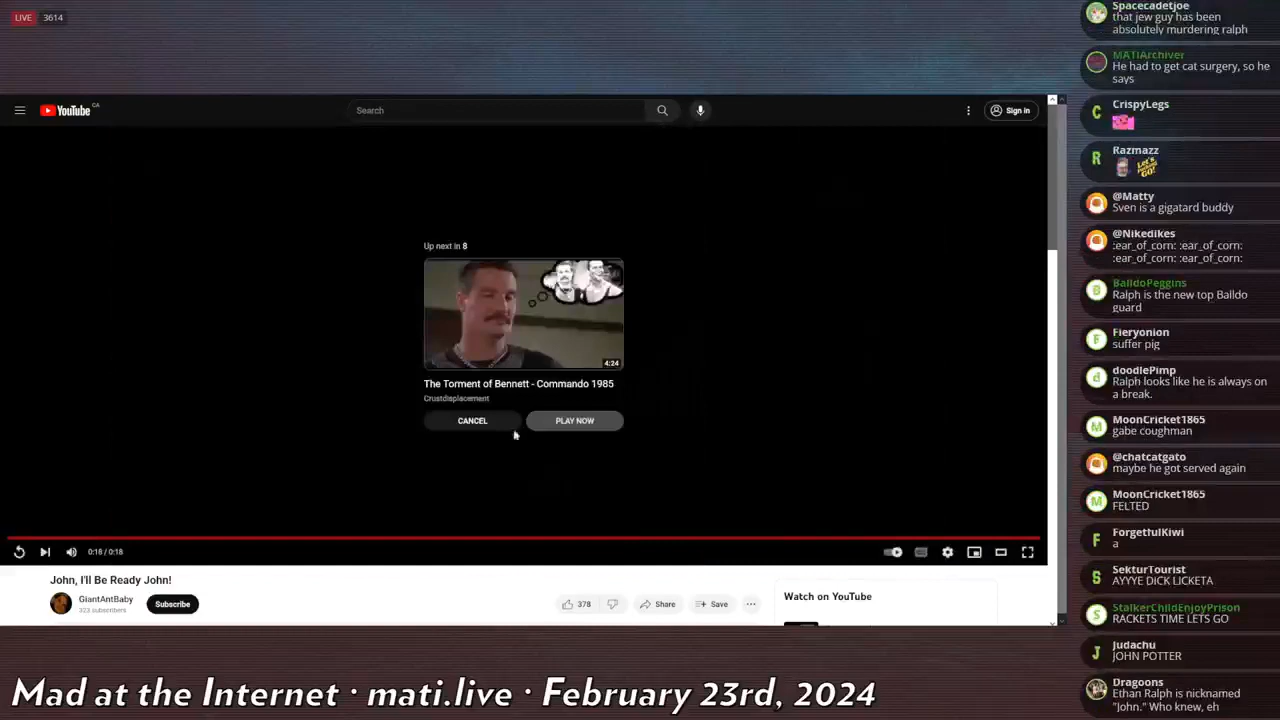 LIVE 3614
YouTube CA
Search
Sign in
Up next in 8
4:24
The Torment of Bennett - Commando 1985
Crustdisplacement
CANCEL
PLAY NOW
0:18 / 0:18
John, I'll Be Ready John!
GiantAntBaby
323 subscribers
Subscribe
378
Share
Save
Watch on YouTube
Mad at the Internet · mati.live · February 23rd, 2024
Spacecadetjoe
that jew guy has been
absolutely murdering ralph
MATIArchiver
He had to get cat surgery, so he
says
C CrispyLegs
R Razmazz
LET'S
GO!
@Matty
Sven is a gigatard buddy
@Nikedikes
:ear_of_corn: :ear_of_corn:
:ear_of_corn: :ear_of_corn:
B BalldoPeggins
Ralph is the new top Balldo
guard
F Fieryonion
suffer pig
d doodlePimp
Ralph looks like he is always on
a break.
M MoonCricket1865
gabe coughman
@chatcatgato
maybe he got served again
M MoonCricket1865
FELTED
F ForgetfulKiwi
a
S SekturTourist
AYYYE DICK LICKETA
S StalkerChildEnjoyPrison
RACKETS TIME LETS GO
J Judachu
JOHN POTTER
Dragoons
Ethan Ralph is nicknamed
"John." Who knew, eh